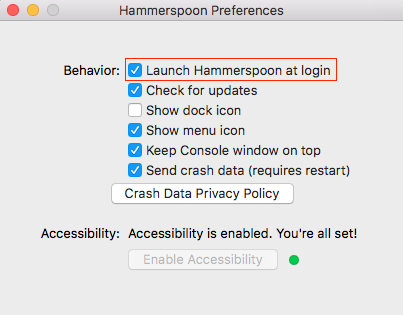 Hammerspoon Preferences
Behavior: Launch Hammerspoon at login
Check for updates
Show dock icon
Show menu icon
Keep Console window on top
Send crash data (requires restart)
Crash Data Privacy Policy
Accessibility: Accessibility is enabled. You're all set!
Enable Accessibility